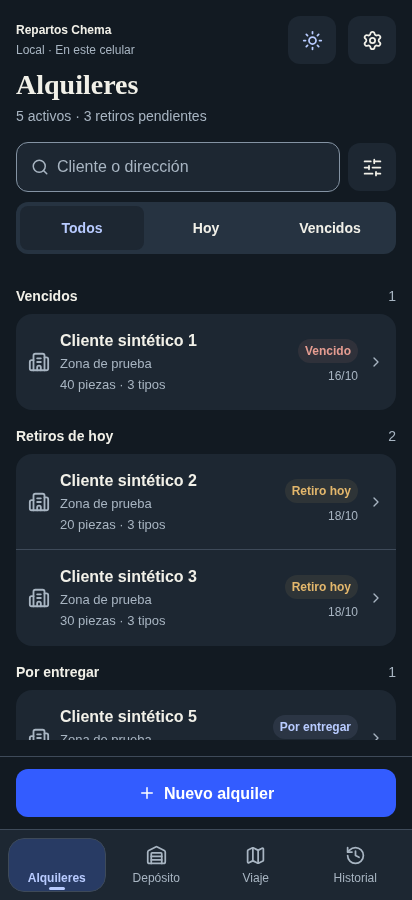 Repartos Chema
Local · En este celular
Alquileres
5 activos · 3 retiros pendientes
Cliente o dirección
Todos Hoy Vencidos
Vencidos 1
Cliente sintético 1
Vencido
Zona de prueba
16/10
40 piezas · 3 tipos
Retiros de hoy 2
Cliente sintético 2
Retiro hoy
Zona de prueba
18/10
20 piezas · 3 tipos
Cliente sintético 3
Retiro hoy
Zona de prueba
18/10
30 piezas · 3 tipos
Por entregar 1
Cliente sintético 5
Por entregar
Zona de prueba
Nuevo alquiler
Alquileres Depósito Viaje Historial